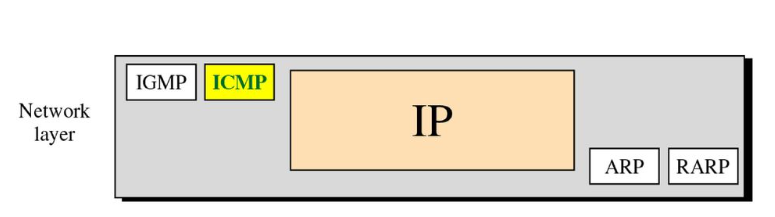 IGMP
ICMP
IP
Network
layer
ARP
RARP